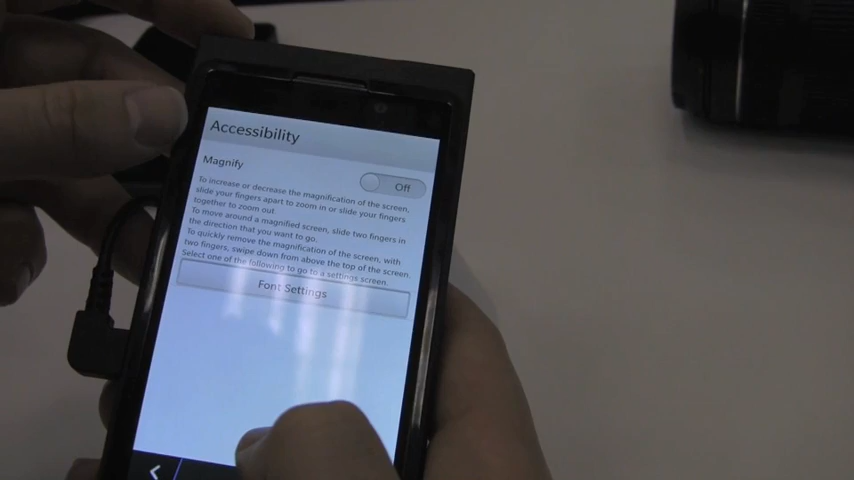 Accessibility
Magnify
Off
To increase or decrease the magnification of the screen,
slide your fingers apart to zoom in or slide your fingers
together to zoom out.
To move around a magnified screen, slide two fingers in
the direction that you want to go.
To quickly remove the magnification of the screen, with
two fingers, swipe down from above the top of the screen.
Select one of the following to go to a settings screen.
Font Settings